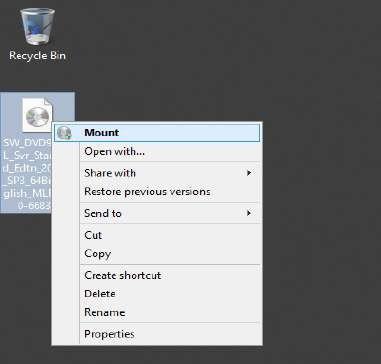 Recycle Bin
SW_DVD9
L_Svr_Stan
d_Edtn_20
_SP3_64Bi
glish_MLF
0-6683
Mount
Open with...
Share with
Restore previous versions
Send to
Cut
Copy
Create shortcut
Delete
Rename
Properties